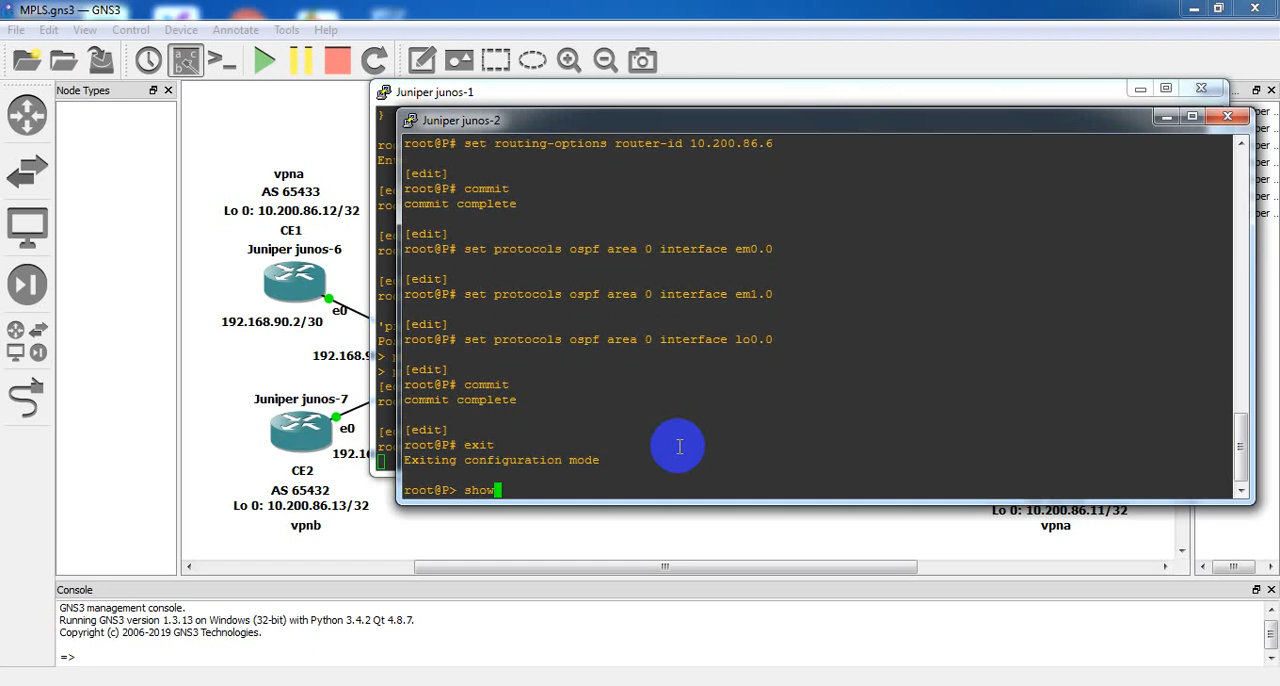 MPLS.gns3 — GNS3
File Edit View Control Device Annotate Tools Help
Node Types
Juniper junos-1
Juniper junos-2
root@P# set routing-options router-id 10.200.86.6
[edit]
root@P# commit
commit complete
[edit]
root@P# set protocols ospf area 0 interface em0.0
[edit]
root@P# set protocols ospf area 0 interface em1.0
[edit]
root@P# set protocols ospf area 0 interface lo0.0
[edit]
root@P# commit
commit complete
[edit]
root@P# exit
Exiting configuration mode
root@P> show
vpna
AS 65433
Lo 0: 10.200.86.12/32
CE1
Juniper junos-6
e0
192.168.90.2/30
Juniper junos-7
e0
CE2
AS 65432
Lo 0: 10.200.86.13/32
vpnb
Lo 0: 10.200.86.11/32
vpna
Console
GNS3 management console.
Running GNS3 version 1.3.13 on Windows (32-bit) with Python 3.4.2 Qt 4.8.7.
Copyright (c) 2006-2019 GNS3 Technologies.
=>